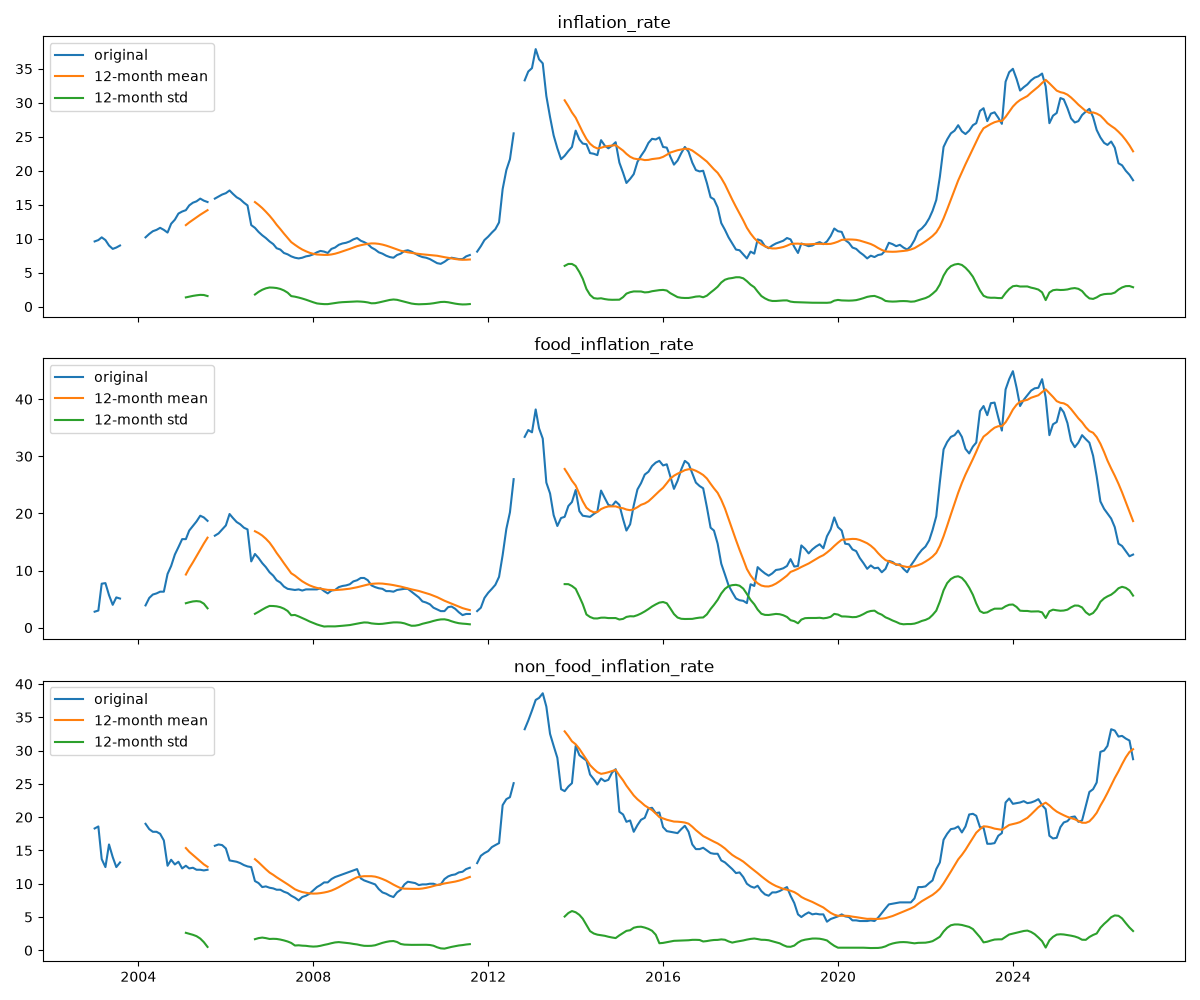 inflation_rate
original
12-month mean
12-month std
35
30
25
20
15
10
5
0
food_inflation_rate
original
12-month mean
12-month std
40
30
20
10
0
non_food_inflation_rate
original
12-month mean
12-month std
40
35
30
25
20
15
10
5
0
2004 2008 2012 2016 2020 2024